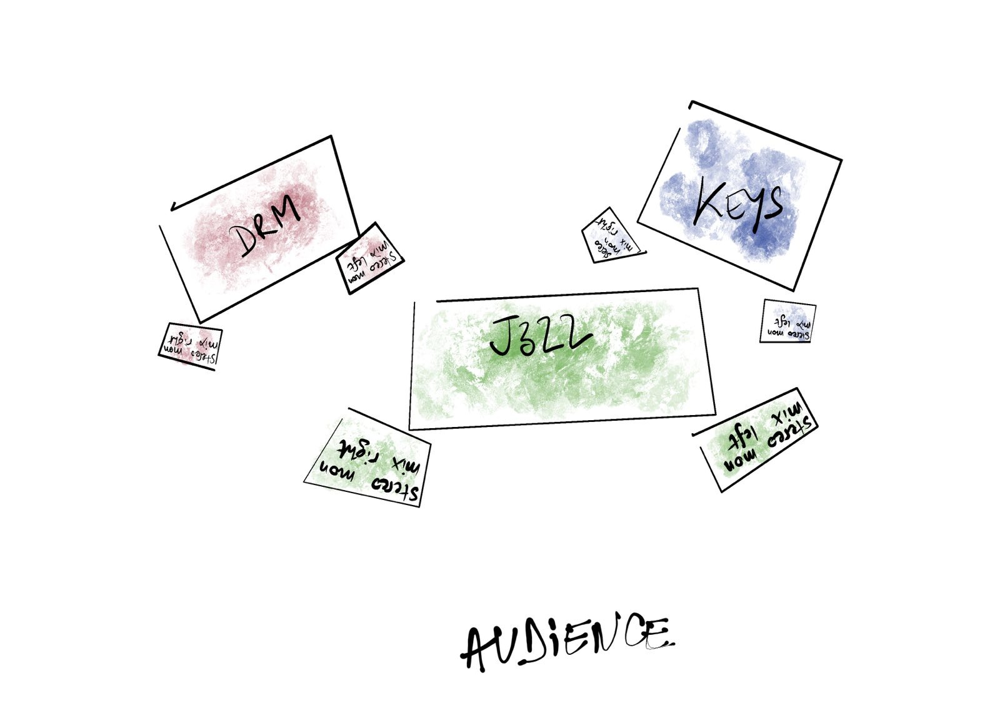 KEYS
DRM
stereo mon
mix right
stereo mon
mix left
J3ZZ
stereo mon
mix left
stereo mon
mix right
stereo mon
mix left
stereo mon
mix right
AUDiENCE